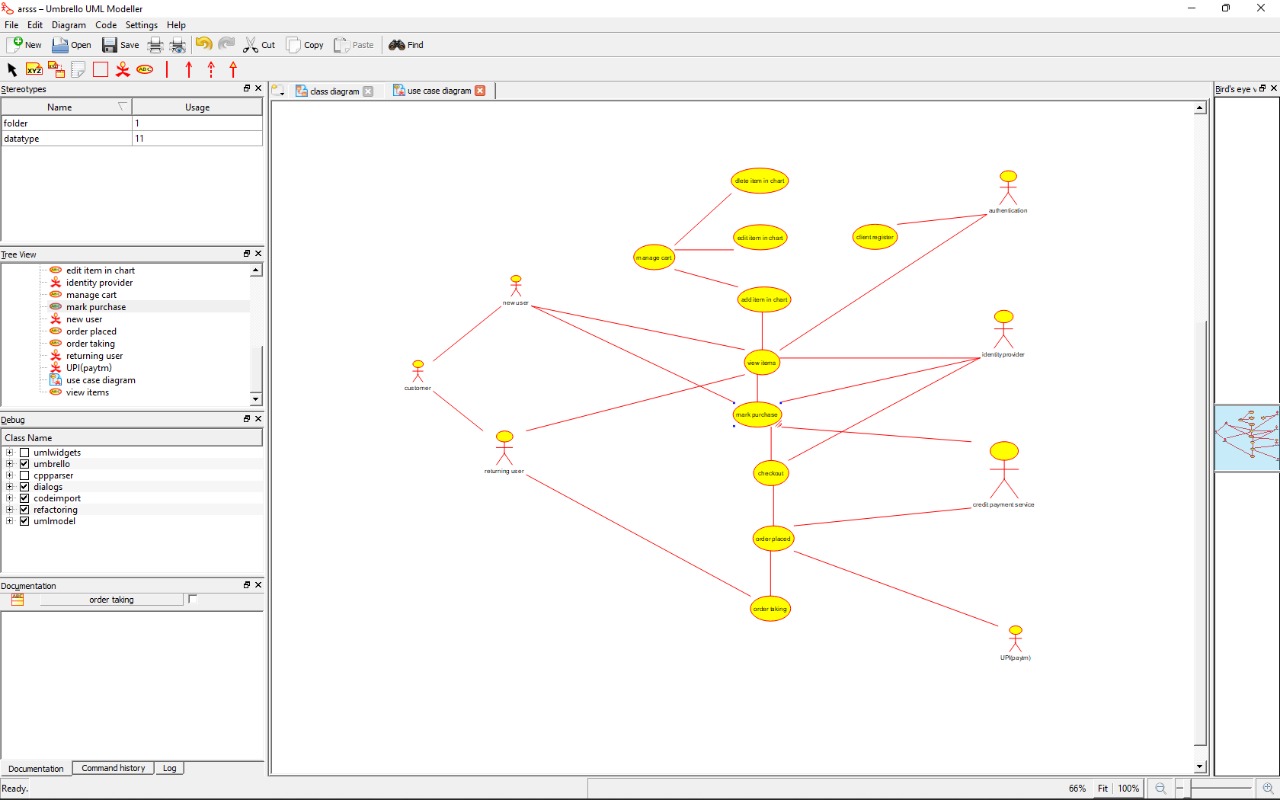 arsss – Umbrello UML Modeller
File Edit Diagram Code Settings Help
New Open Save Cut Copy Paste Find
XYZ ABC
Stereotypes
Name Usage
folder 1
datatype 11
Tree View
edit item in chart
identity provider
manage cart
mark purchase
new user
order placed
order taking
returning user
UPI(paytm)
use case diagram
view items
Debug
Class Name
umlwidgets
umbrello
cppparser
dialogs
codeimport
refactoring
umlmodel
Documentation
order taking
Documentation Command history Log
Ready.
class diagram use case diagram
dlete item in chart
authentication
edit item in chart
client register
manage cart
new user
add item in chart
identity provider
view items
customer
mark purchase
returning user
checkout
credit payment service
order placed
order taking
UPI(paytm)
Bird's eye v
66% Fit 100%